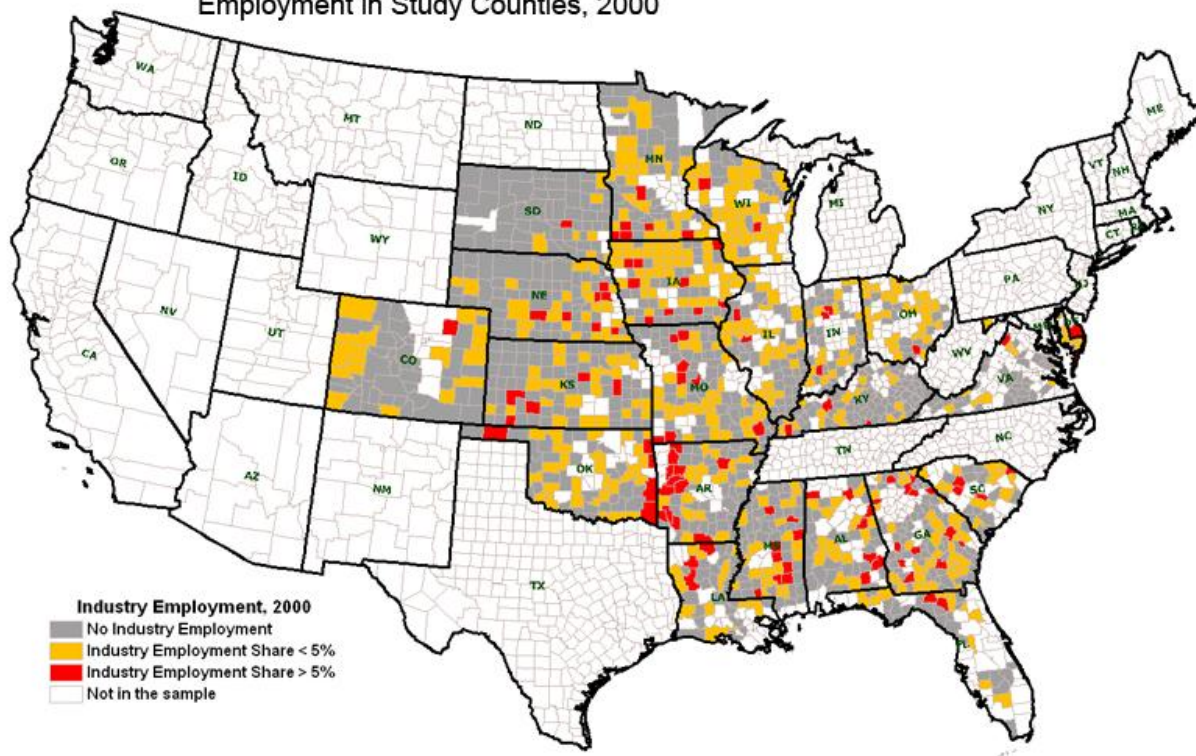 Employment in Study Counties, 2000
WA
MT
ND
ME
OR
MN
VT
NH
ID
SD
WI
MI
NY
MA
WY
CT
IA
PA
NE
NV
OH
UT
IL
IN
CA
CO
WV
KS
MO
VA
KY
NC
TN
OK
AZ
NM
AR
SC
AL
GA
TX
LA
Industry Employment, 2000
No Industry Employment
Industry Employment Share < 5%
Industry Employment Share > 5%
Not in the sample